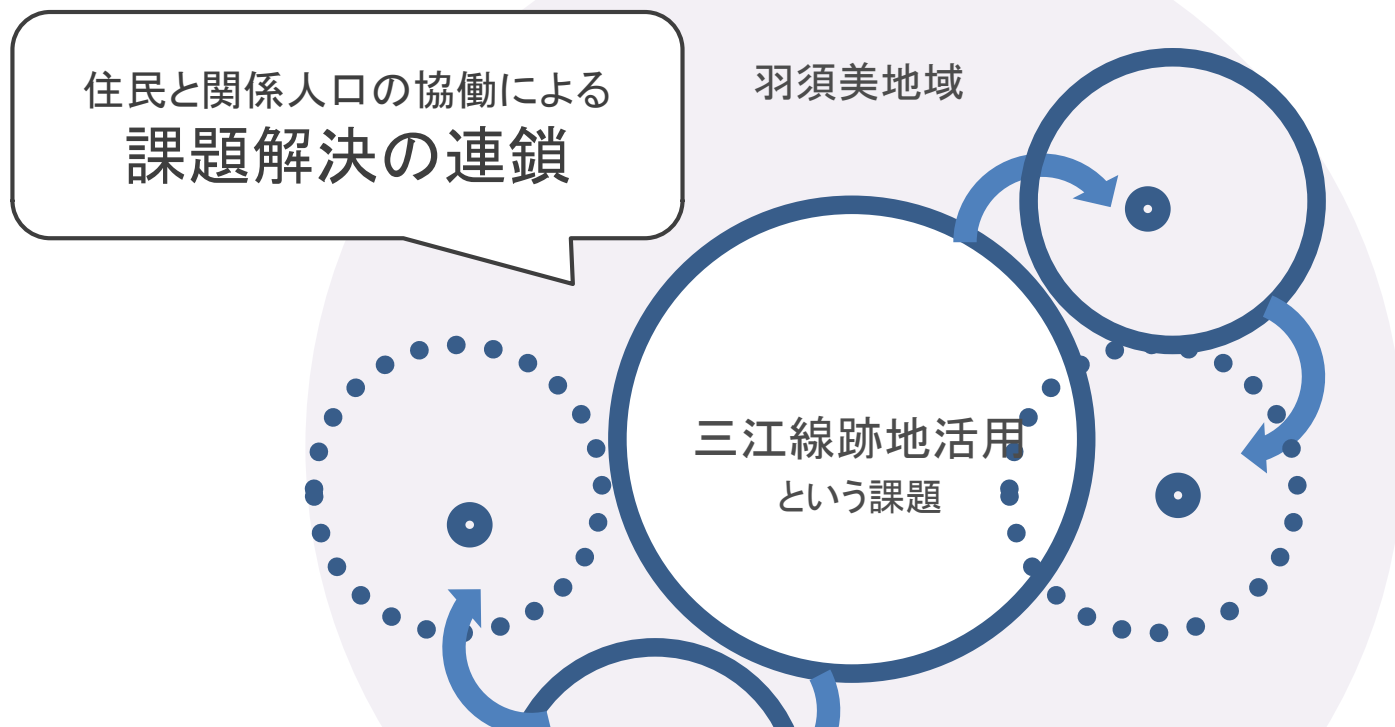 住民と関係人口の協働による
課題解決の連鎖
羽須美地域
三江線跡地活用
という課題